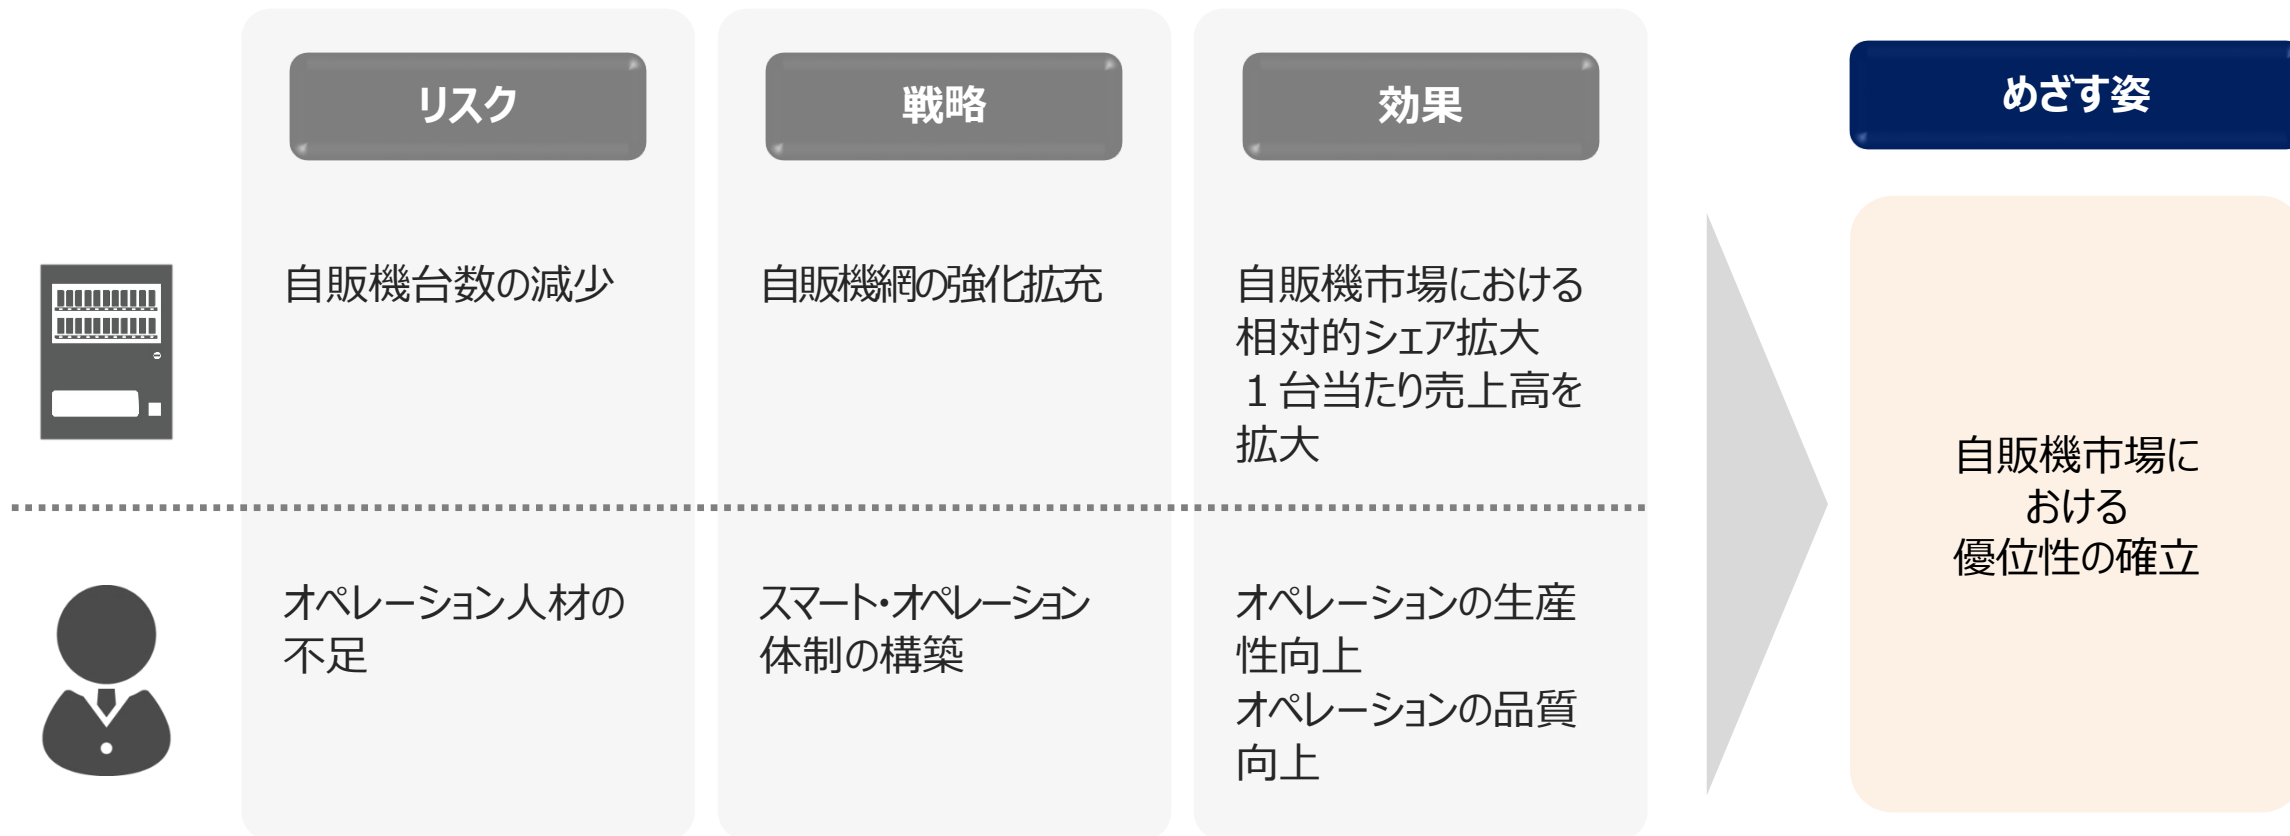 リスク
戦略
効果
めざす姿
自販機台数の減少
自販機網の強化拡充
自販機市場における
相対的シェア拡大
１台当たり売上高を
拡大
オペレーション人材の
不足
スマート・オペレーション
体制の構築
オペレーションの生産
性向上
オペレーションの品質
向上
自販機市場に
おける
優位性の確立